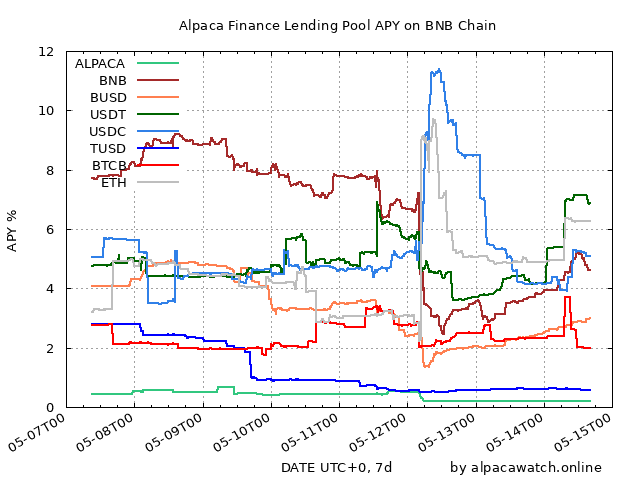 Alpaca Finance Lending Pool APY on BNB Chain
12
10
8
6
4
2
0
APY %
ALPACA
BNB
BUSD
USDT
USDC
TUSD
BTCB
ETH
05-07T00
05-08T00
05-09T00
05-10T00
05-11T00
05-12T00
05-13T00
05-14T00
05-15T00
DATE UTC+0, 7d
by alpacawatch.online